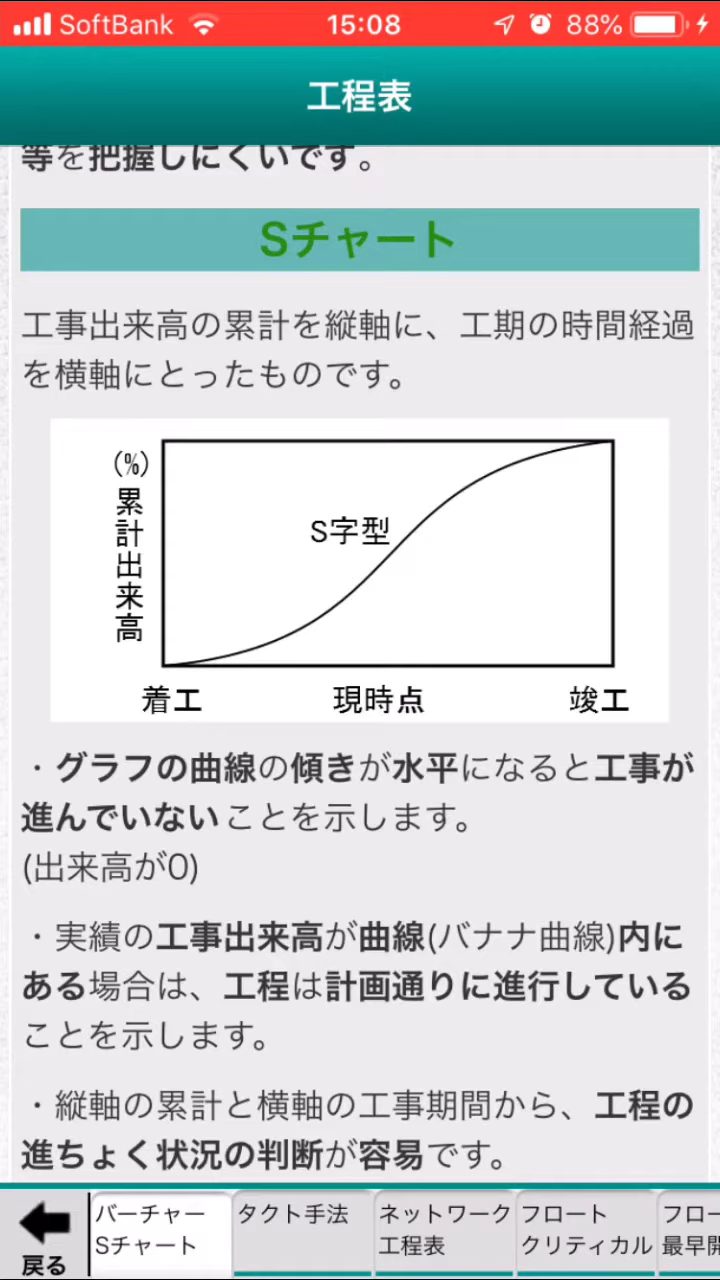 SoftBank 15:08 88%
工程表
等を把握しにくいです。
Sチャート
工事出来高の累計を縦軸に、工期の時間経過
を横軸にとったものです。
(%)
累計出来高
S字型
着工 現時点 竣工
・グラフの曲線の傾きが水平になると工事が
進んでいないことを示します。
(出来高が0)
・実績の工事出来高が曲線(バナナ曲線)内に
ある場合は、工程は計画通りに進行している
ことを示します。
・縦軸の累計と横軸の工事期間から、工程の
進ちょく状況の判断が容易です。
戻る
バーチャー
Sチャート
タクト手法
ネットワーク
工程表
フロート
クリティカル
フロー
最早開